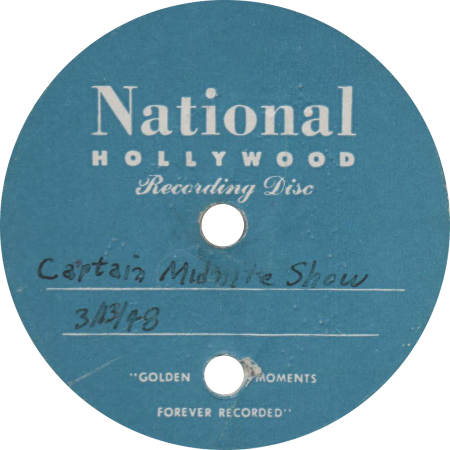 National
HOLLYWOOD
Recording Disc
Captain Midnite Show
3/13/48
"GOLDEN MOMENTS
FOREVER RECORDED"